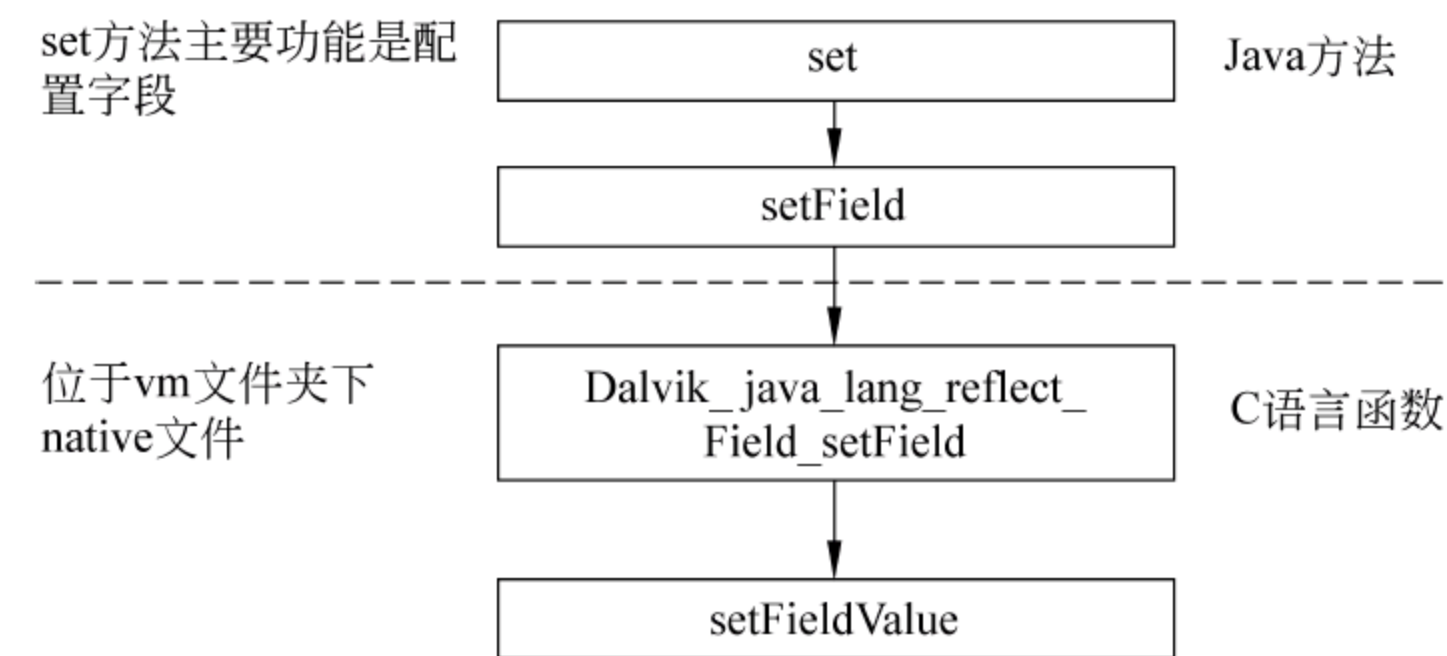 set方法主要功能是配
置字段
set
Java方法
setField
位于vm文件夹下
native文件
Dalvik_java_lang_reflect_
Field_setField
C语言函数
setFieldValue